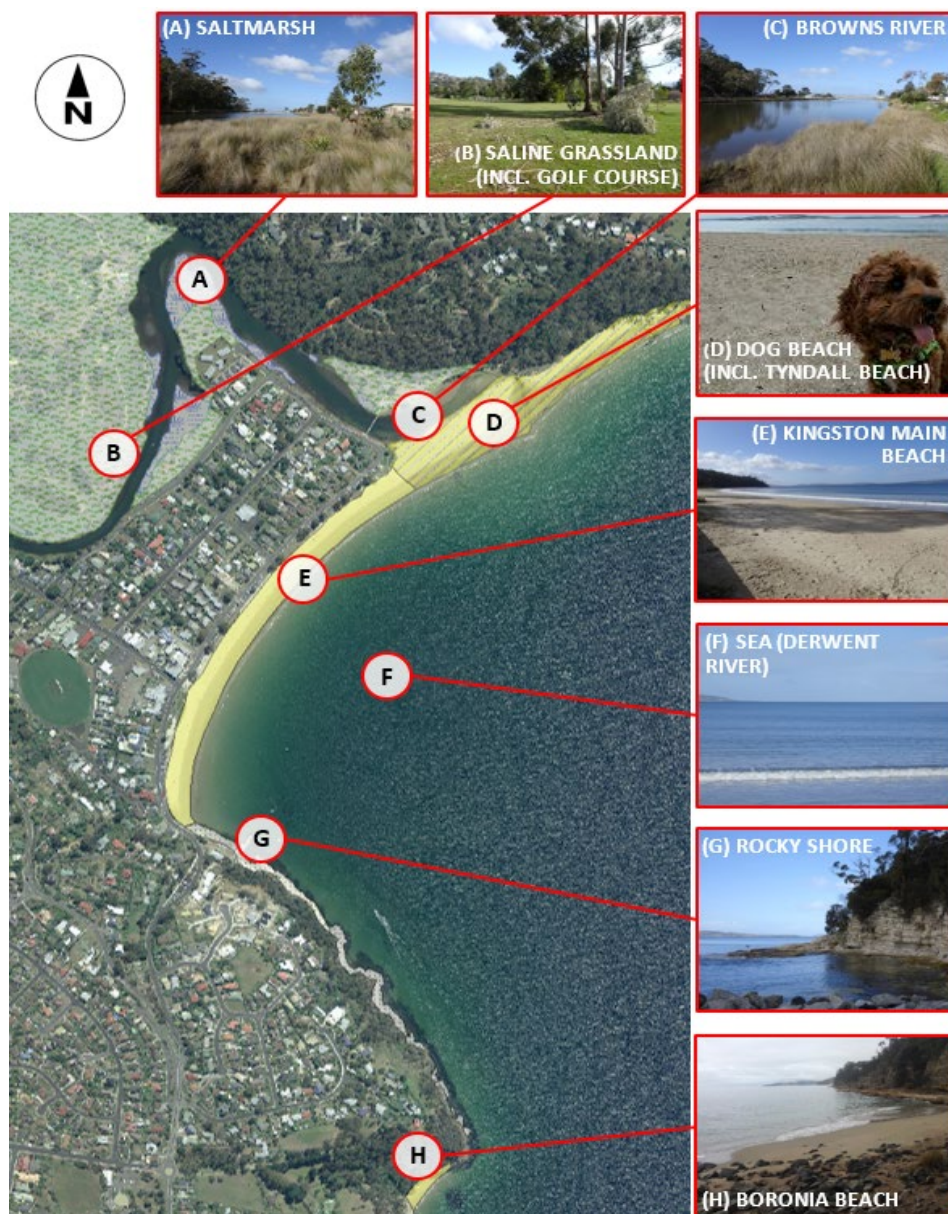 (A) SALTMARSH
(B) SALINE GRASSLAND
(INCL. GOLF COURSE)
(C) BROWNS RIVER
N
(D) DOG BEACH
(INCL. TYNDALL BEACH)
(E) KINGSTON MAIN
BEACH
(F) SEA (DERWENT
RIVER)
(G) ROCKY SHORE
(H) BORONIA BEACH
A
B
C
D
E
F
G
H